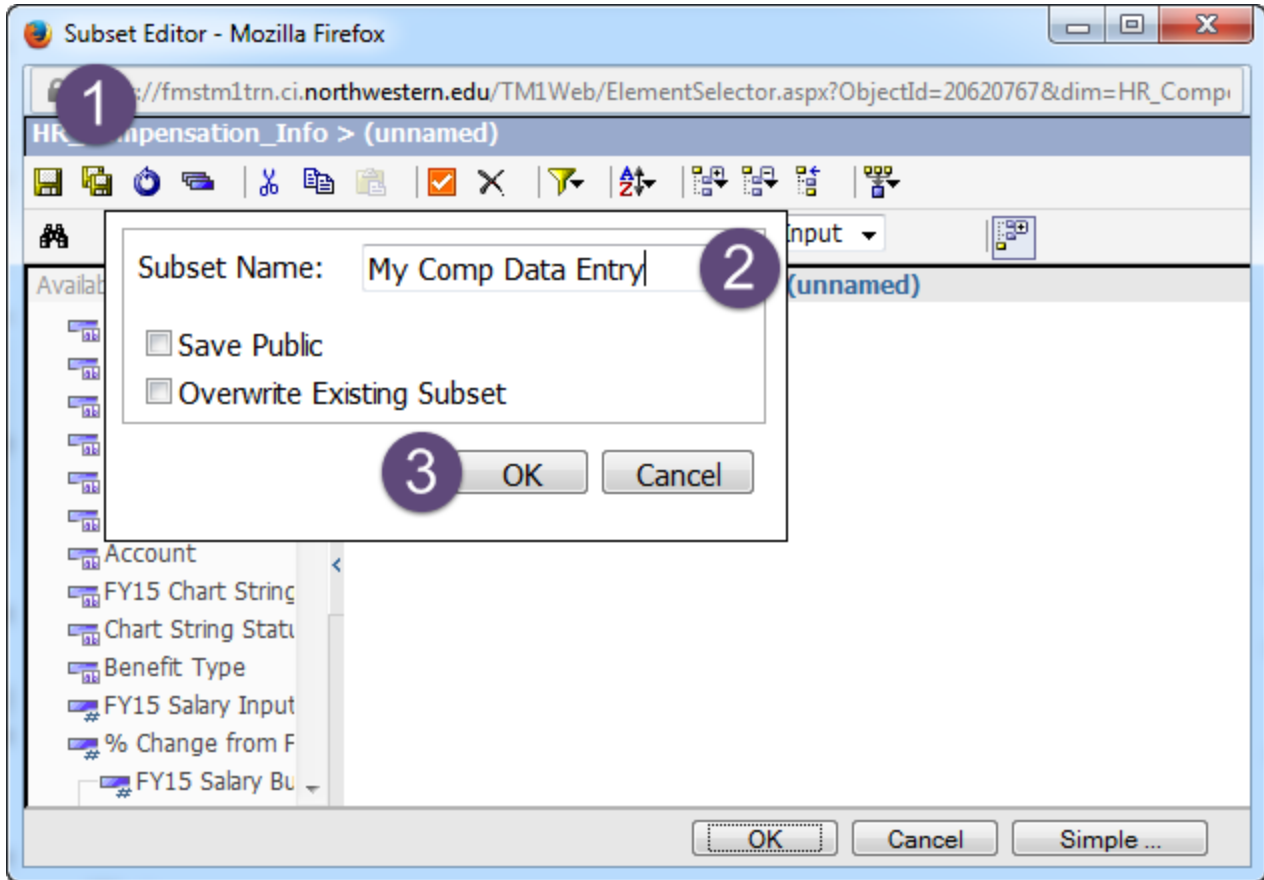 Subset Editor - Mozilla Firefox
://fmstm1trn.ci.northwestern.edu/TM1Web/ElementSelector.aspx?ObjectId=20620767&dim=HR_Comp
1
HR_ mpensation_Info > (unnamed)
Input
Subset Name: My Comp Data Entry 2
Availab (unnamed)
Save Public
Overwrite Existing Subset
3 OK Cancel
Account
FY15 Chart String
Chart String Statu
Benefit Type
FY15 Salary Input
% Change from F
FY15 Salary Bu
OK Cancel Simple ...